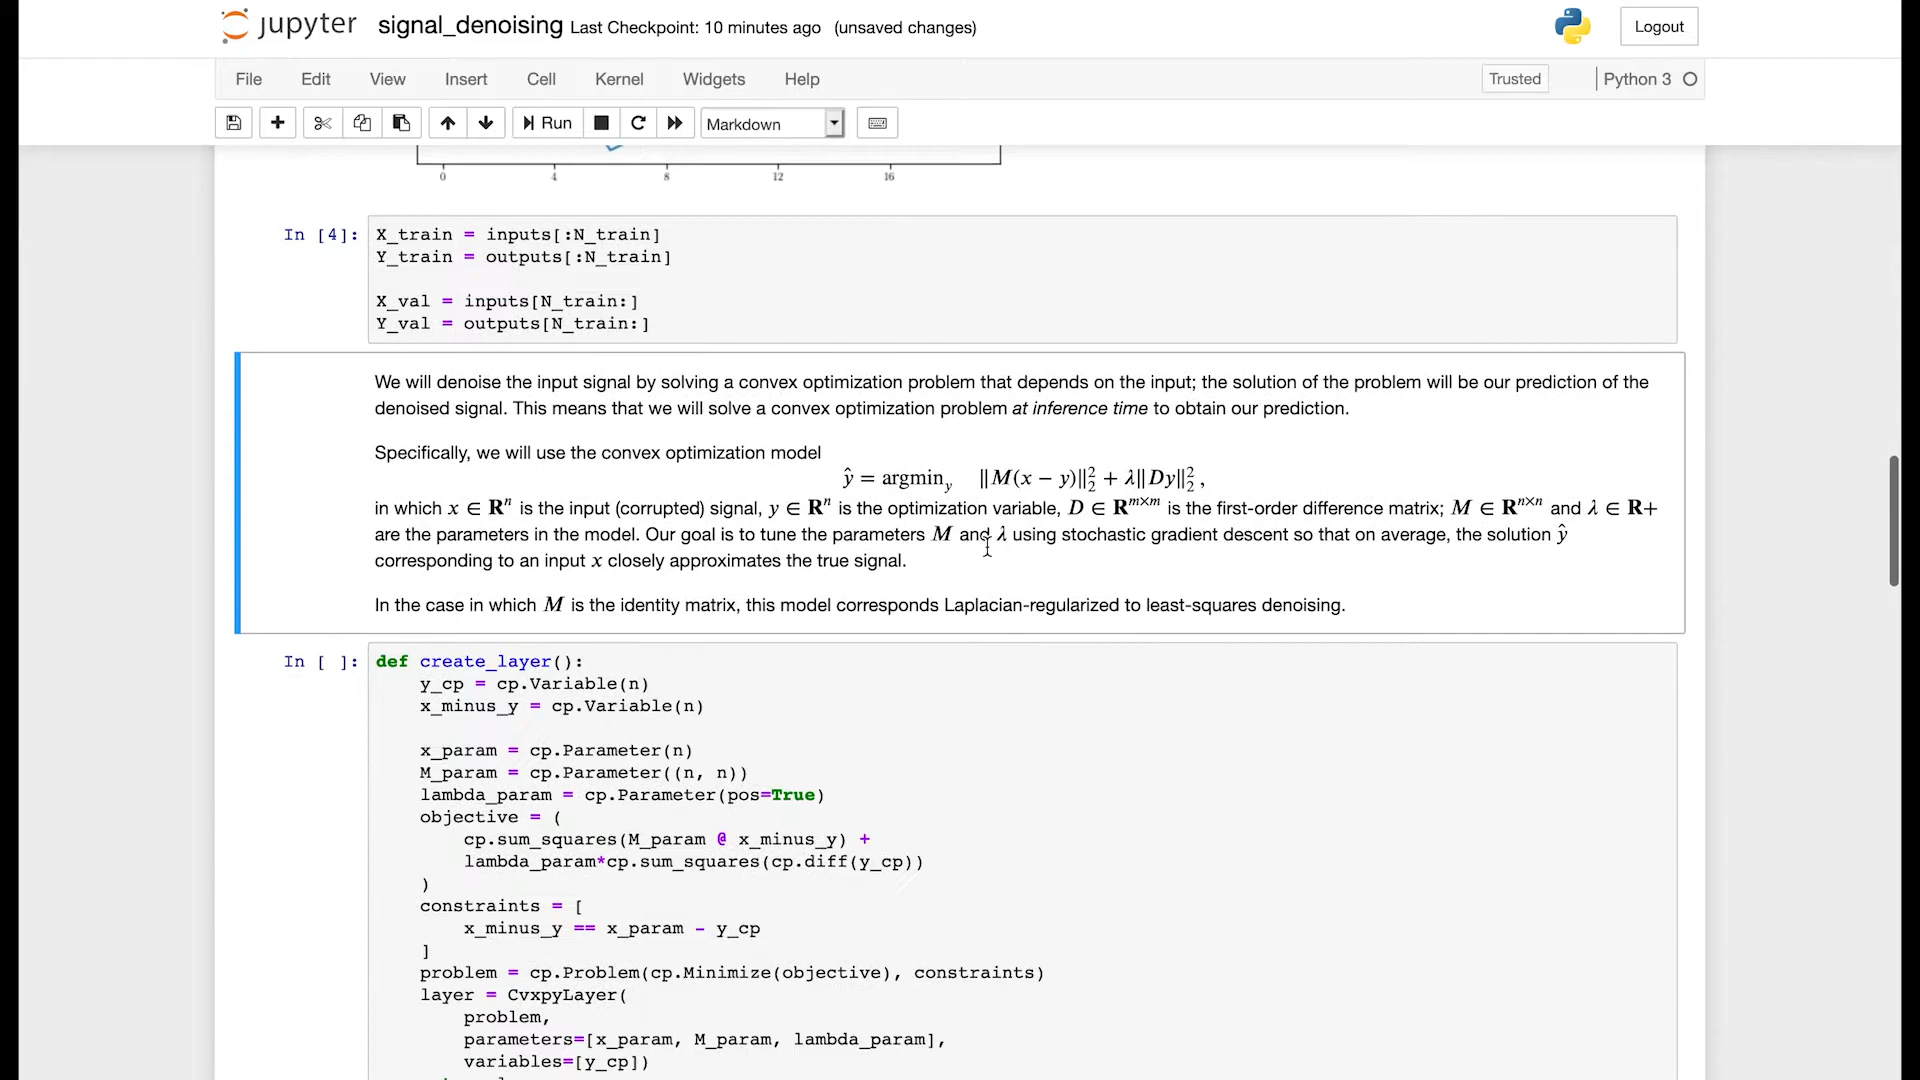 jupyter signal_denoising Last Checkpoint: 10 minutes ago (unsaved changes) Logout
File Edit View Insert Cell Kernel Widgets Help Trusted Python 3
Run Markdown
0 4 8 12 16
In [4]: X_train = inputs[:N_train]
Y_train = outputs[:N_train]
X_val = inputs[N_train:]
Y_val = outputs[N_train:]
We will denoise the input signal by solving a convex optimization problem that depends on the input; the solution of the problem will be our prediction of the
denoised signal. This means that we will solve a convex optimization problem at inference time to obtain our prediction.
Specifically, we will use the convex optimization model
ŷ = argmin_y ‖M(x − y)‖₂² + λ‖Dy‖₂²,
in which x ∈ Rⁿ is the input (corrupted) signal, y ∈ Rⁿ is the optimization variable, D ∈ Rᵐ×ᵐ is the first-order difference matrix; M ∈ Rⁿ×ⁿ and λ ∈ R+
are the parameters in the model. Our goal is to tune the parameters M and λ using stochastic gradient descent so that on average, the solution ŷ
corresponding to an input x closely approximates the true signal.
In the case in which M is the identity matrix, this model corresponds Laplacian-regularized to least-squares denoising.
In [ ]: def create_layer():
y_cp = cp.Variable(n)
x_minus_y = cp.Variable(n)
x_param = cp.Parameter(n)
M_param = cp.Parameter((n, n))
lambda_param = cp.Parameter(pos=True)
objective = (
cp.sum_squares(M_param @ x_minus_y) +
lambda_param*cp.sum_squares(cp.diff(y_cp))
)
constraints = [
x_minus_y == x_param - y_cp
]
problem = cp.Problem(cp.Minimize(objective), constraints)
layer = CvxpyLayer(
problem,
parameters=[x_param, M_param, lambda_param],
variables=[y_cp])